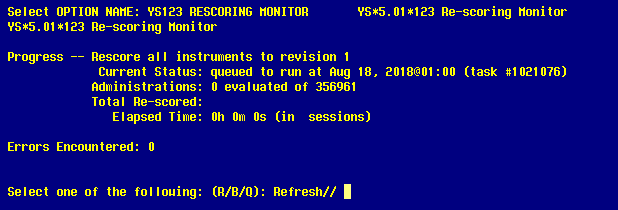 Select OPTION NAME: YS123 RESCORING MONITOR       YS*5.01*123 Re-scoring Monitor
YS*5.01*123 Re-scoring Monitor
Progress -- Rescore all instruments to revision 1
Current Status: queued to run at Aug 18, 2018@01:00 (task #1021076)
Administrations: 0 evaluated of 356961
Total Re-scored:
Elapsed Time: 0h 0m 0s (in  sessions)
Errors Encountered: 0
Select one of the following: (R/B/Q): Refresh//